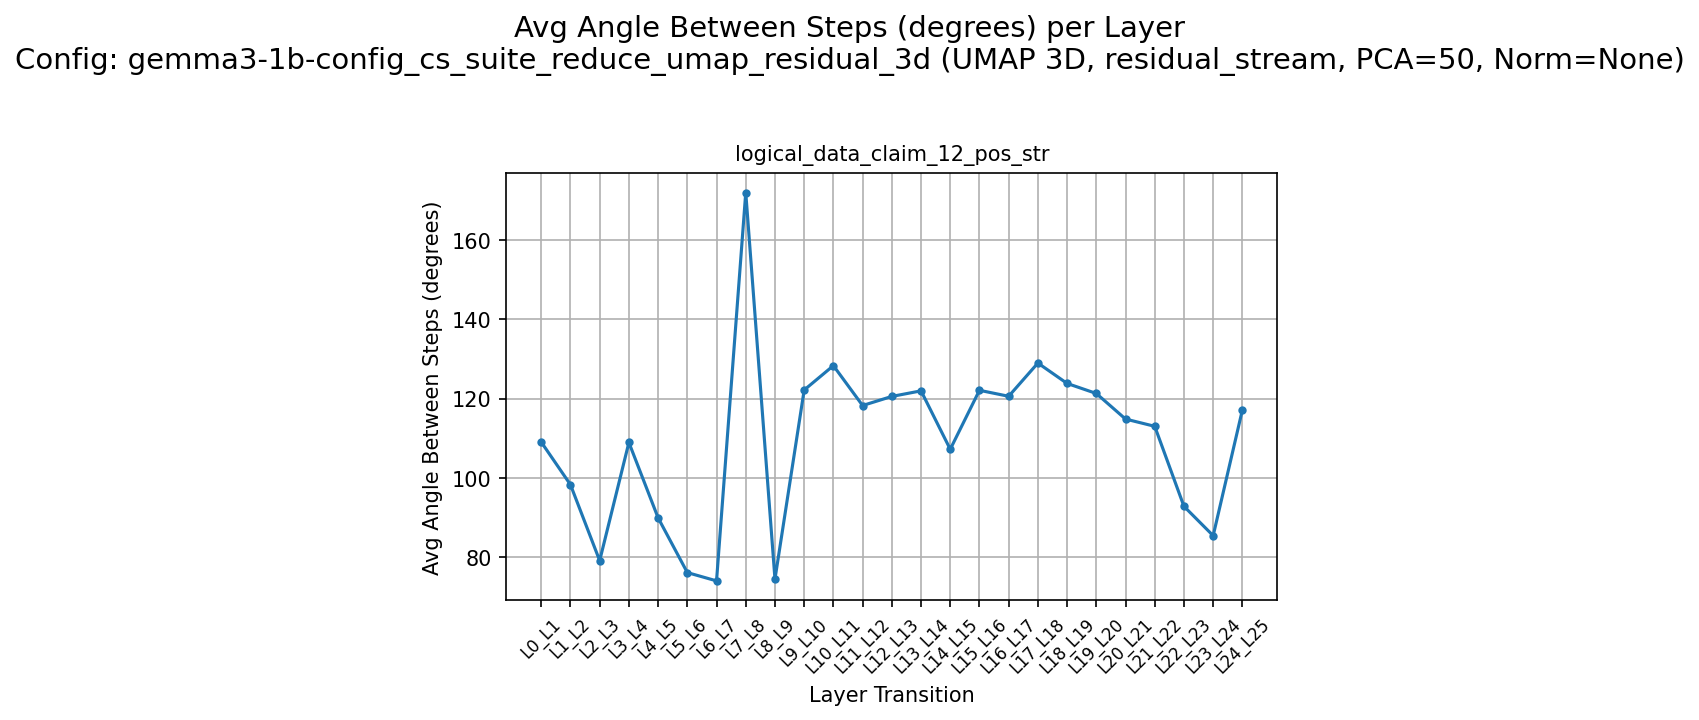 Avg Angle Between Steps (degrees) per Layer
Config: gemma3-1b-config_cs_suite_reduce_umap_residual_3d (UMAP 3D, residual_stream, PCA=50, Norm=None)
logical_data_claim_12_pos_str
Avg Angle Between Steps (degrees)
160
140
120
100
80
L0_L1
L1_L2
L2_L3
L3_L4
L4_L5
L5_L6
L6_L7
L7_L8
L8_L9
L9_L10
L10_L11
L11_L12
L12_L13
L13_L14
L14_L15
L15_L16
L16_L17
L17_L18
L18_L19
L19_L20
L20_L21
L21_L22
L22_L23
L23_L24
L24_L25
Layer Transition